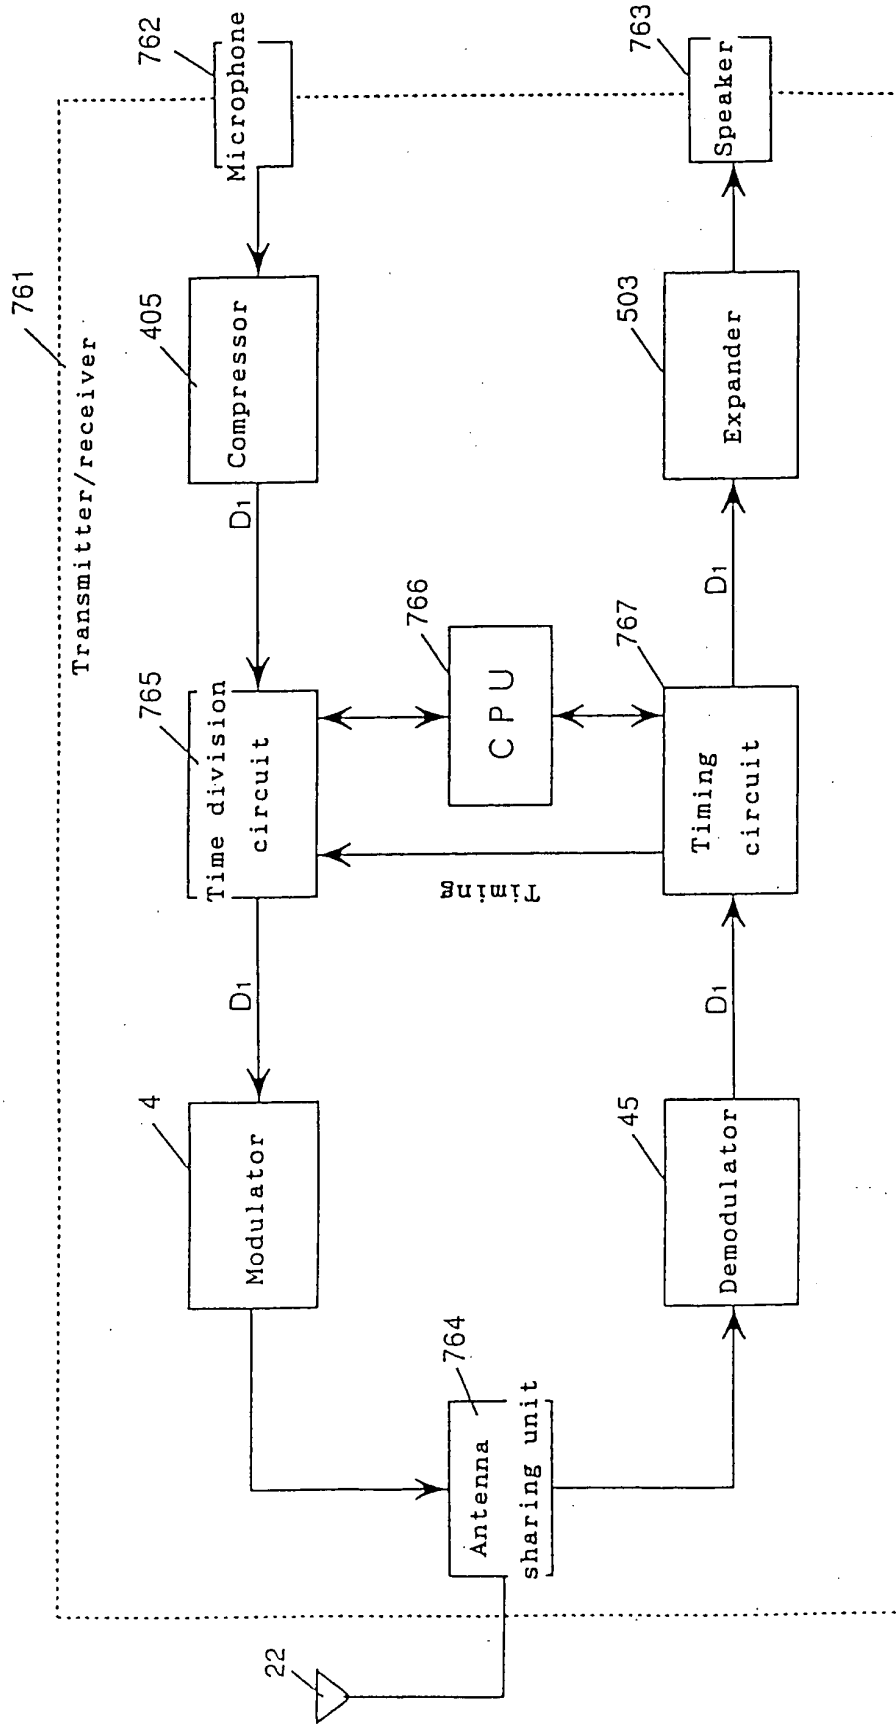 761
Transmitter/receiver
22
764
Antenna
sharing unit
4
Modulator
D1
765
Time division
circuit
D1
405
Compressor
762
Microphone
Timing
766
CPU
45
Demodulator
D1
767
Timing
circuit
D1
503
Expander
763
Speaker